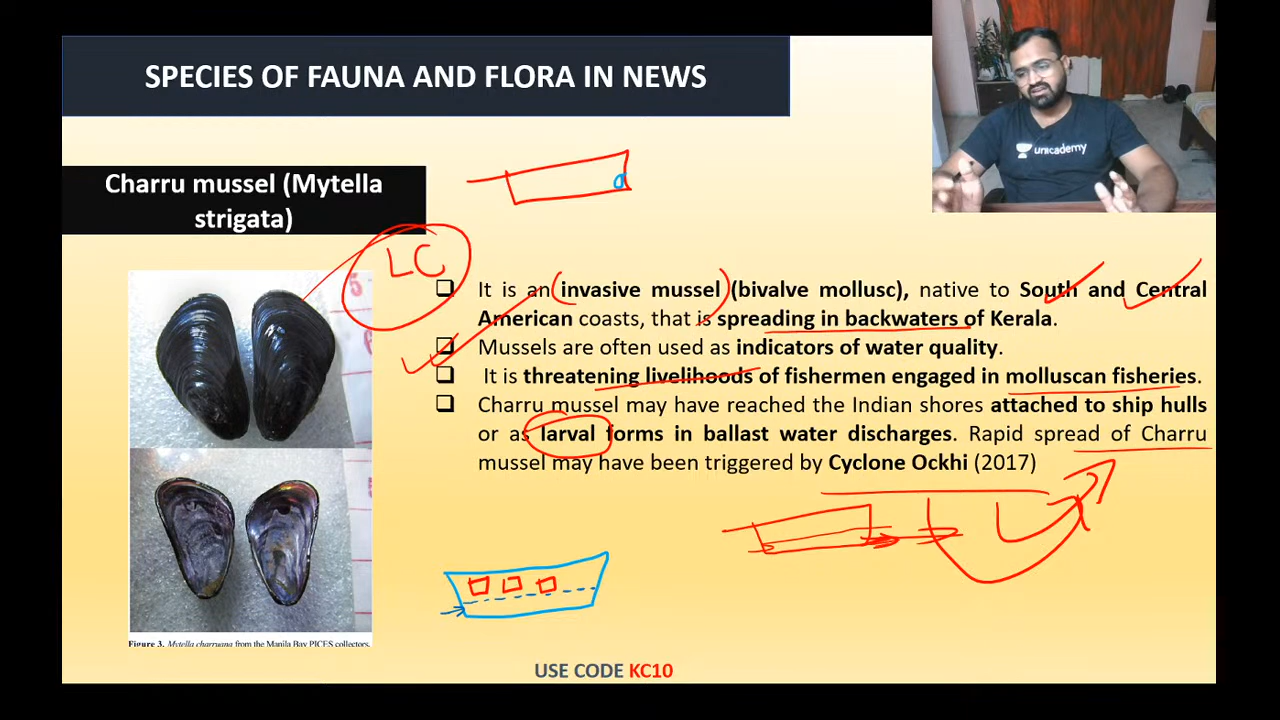 SPECIES OF FAUNA AND FLORA IN NEWS
unacademy
Charru mussel (Mytella
strigata)
LC
It is an invasive mussel (bivalve mollusc), native to South and Central
American coasts, that is spreading in backwaters of Kerala.
Mussels are often used as indicators of water quality.
It is threatening livelihoods of fishermen engaged in molluscan fisheries.
Charru mussel may have reached the Indian shores attached to ship hulls
or as larval forms in ballast water discharges. Rapid spread of Charru
mussel may have been triggered by Cyclone Ockhi (2017)
Figure 3. Mytella charruana from the Manila Bay PICES collectors.
USE CODE KC10